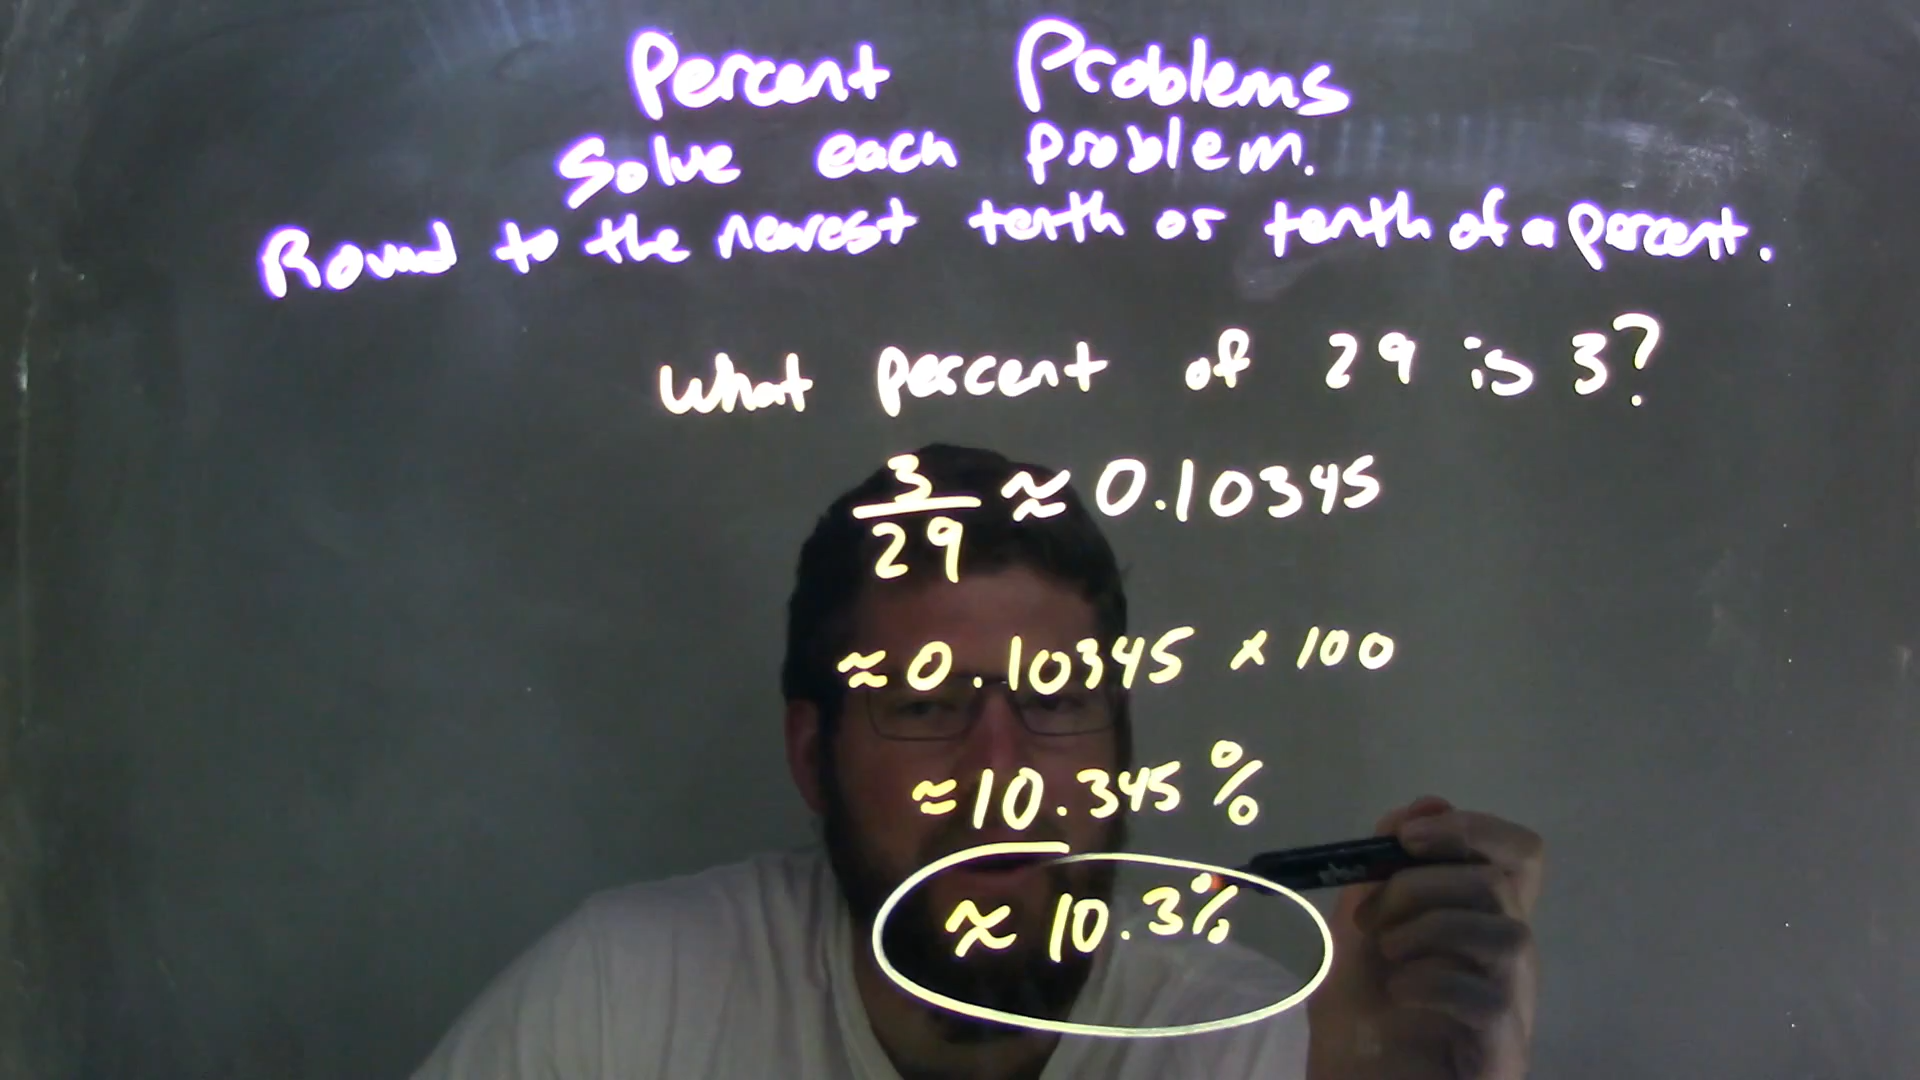 Percent Problems
Solve each problem.
Round to the nearest tenth or tenth of a percent.
What percent of 29 is 3?
3/29 ≈ 0.10345
≈ 0.10345 × 100
≈ 10.345%
≈ 10.3%